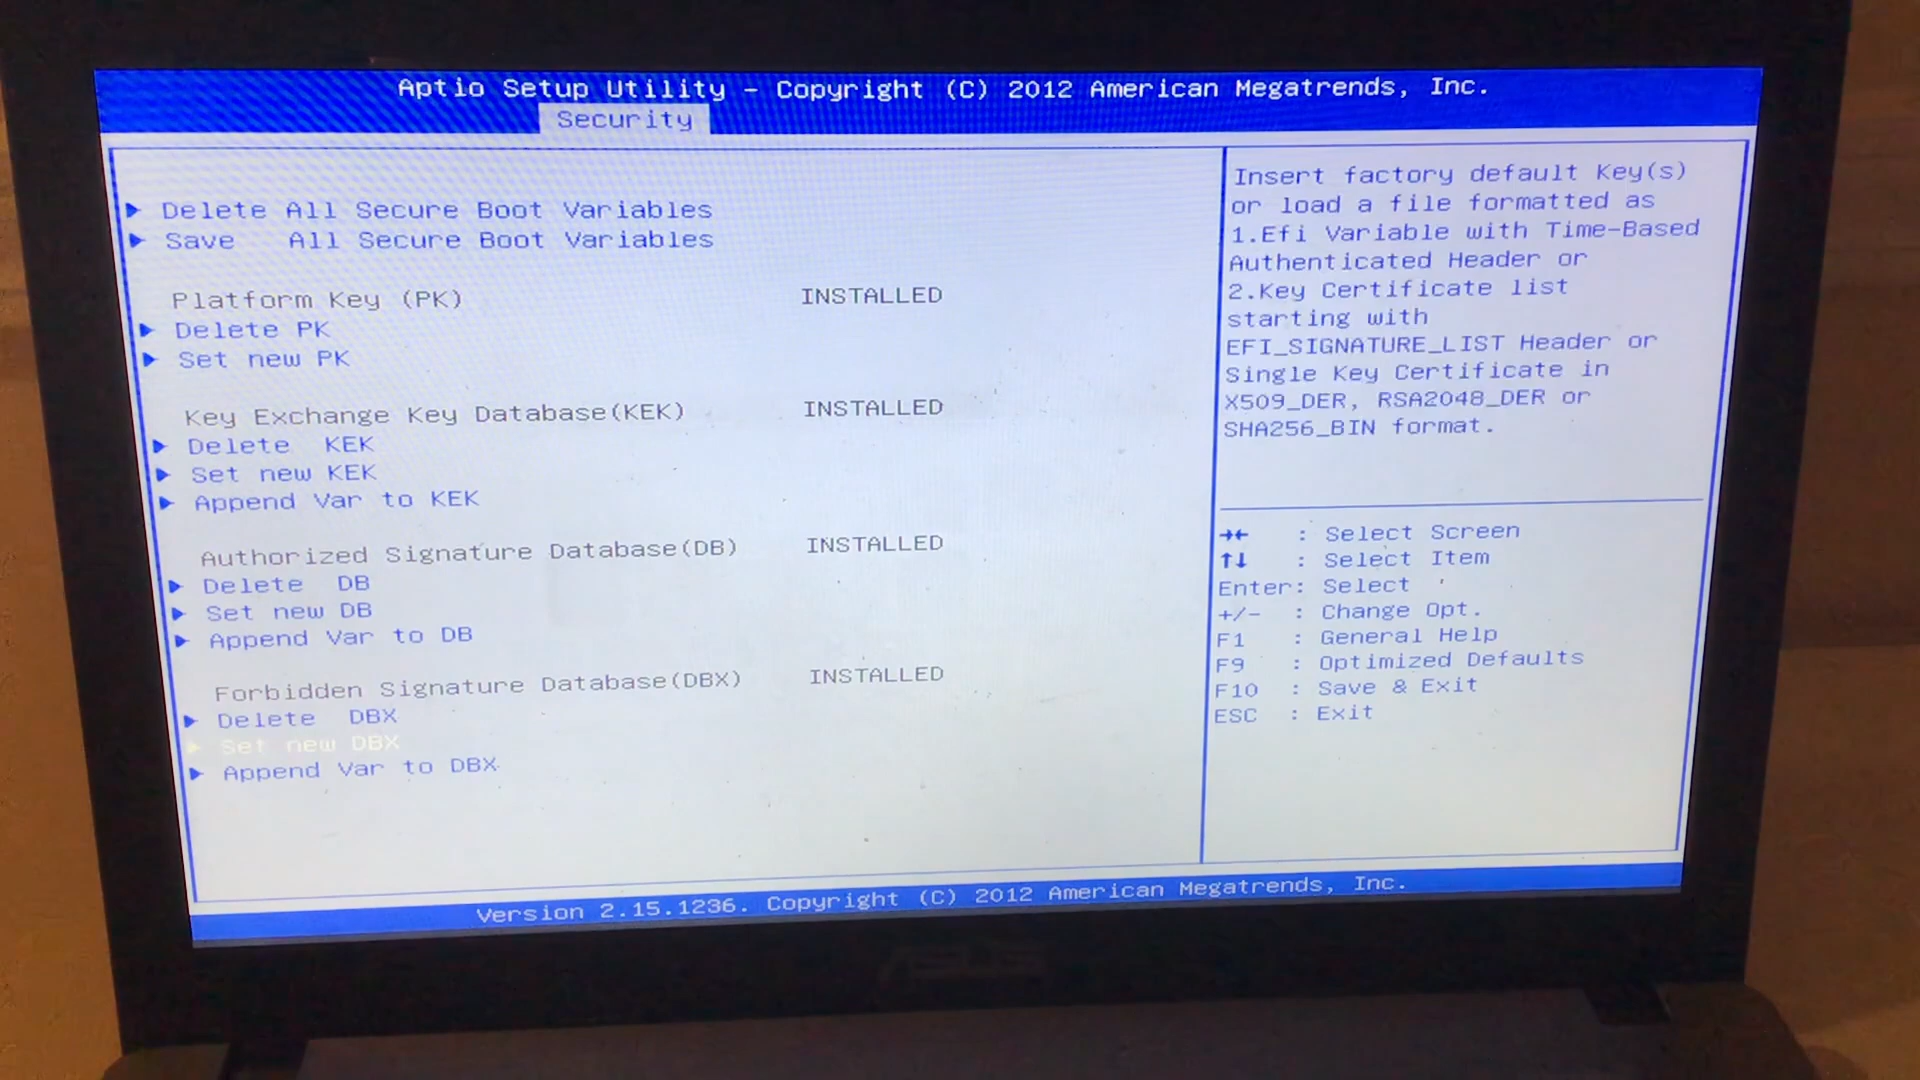 Aptio Setup Utility – Copyright (C) 2012 American Megatrends, Inc.
Security
Delete All Secure Boot Variables
Save All Secure Boot Variables
Platform Key (PK) INSTALLED
Delete PK
Set new PK
Key Exchange Key Database(KEK) INSTALLED
Delete KEK
Set new KEK
Append Var to KEK
Authorized Signature Database(DB) INSTALLED
Delete DB
Set new DB
Append Var to DB
Forbidden Signature Database(DBX) INSTALLED
Delete DBX
Set new DBX
Append Var to DBX
Insert factory default Key(s)
or load a file formatted as
1.Efi Variable with Time-Based
Authenticated Header or
2.Key Certificate list
starting with
EFI_SIGNATURE_LIST Header or
Single Key Certificate in
X509_DER, RSA2048_DER or
SHA256_BIN format.
→← : Select Screen
↑↓ : Select Item
Enter: Select
+/- : Change Opt.
F1 : General Help
F9 : Optimized Defaults
F10 : Save & Exit
ESC : Exit
Version 2.15.1236. Copyright (C) 2012 American Megatrends, Inc.
ASUS